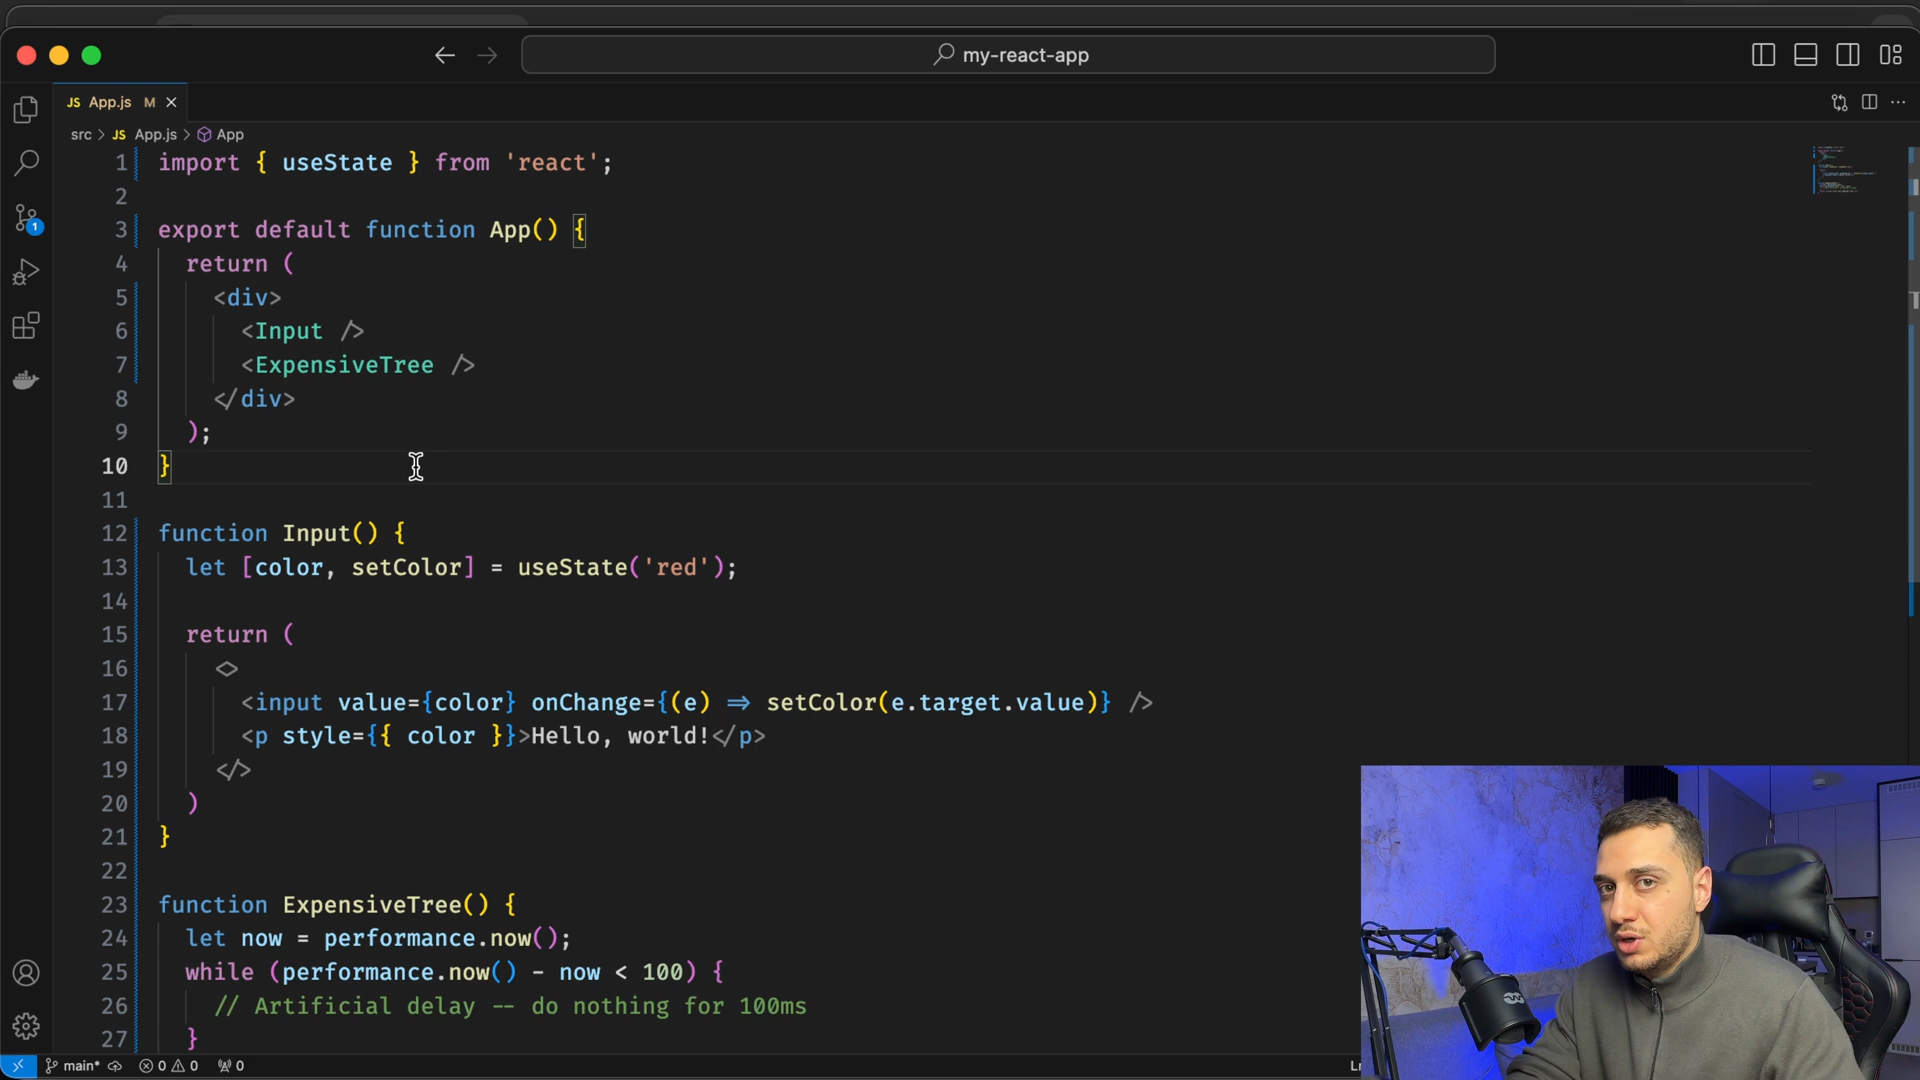 my-react-app
JS App.js M
src > JS App.js > App
1 import { useState } from 'react';
2
3 export default function App() {
4 return (
5 <div>
6 <Input />
7 <ExpensiveTree />
8 </div>
9 );
10 }
11
12 function Input() {
13 let [color, setColor] = useState('red');
14
15 return (
16 <>
17 <input value={color} onChange={(e) => setColor(e.target.value)} />
18 <p style={{ color }}>Hello, world!</p>
19 </>
20 )
21 }
22
23 function ExpensiveTree() {
24 let now = performance.now();
25 while (performance.now() - now < 100) {
26 // Artificial delay -- do nothing for 100ms
27 }
1
main* 0 0 0